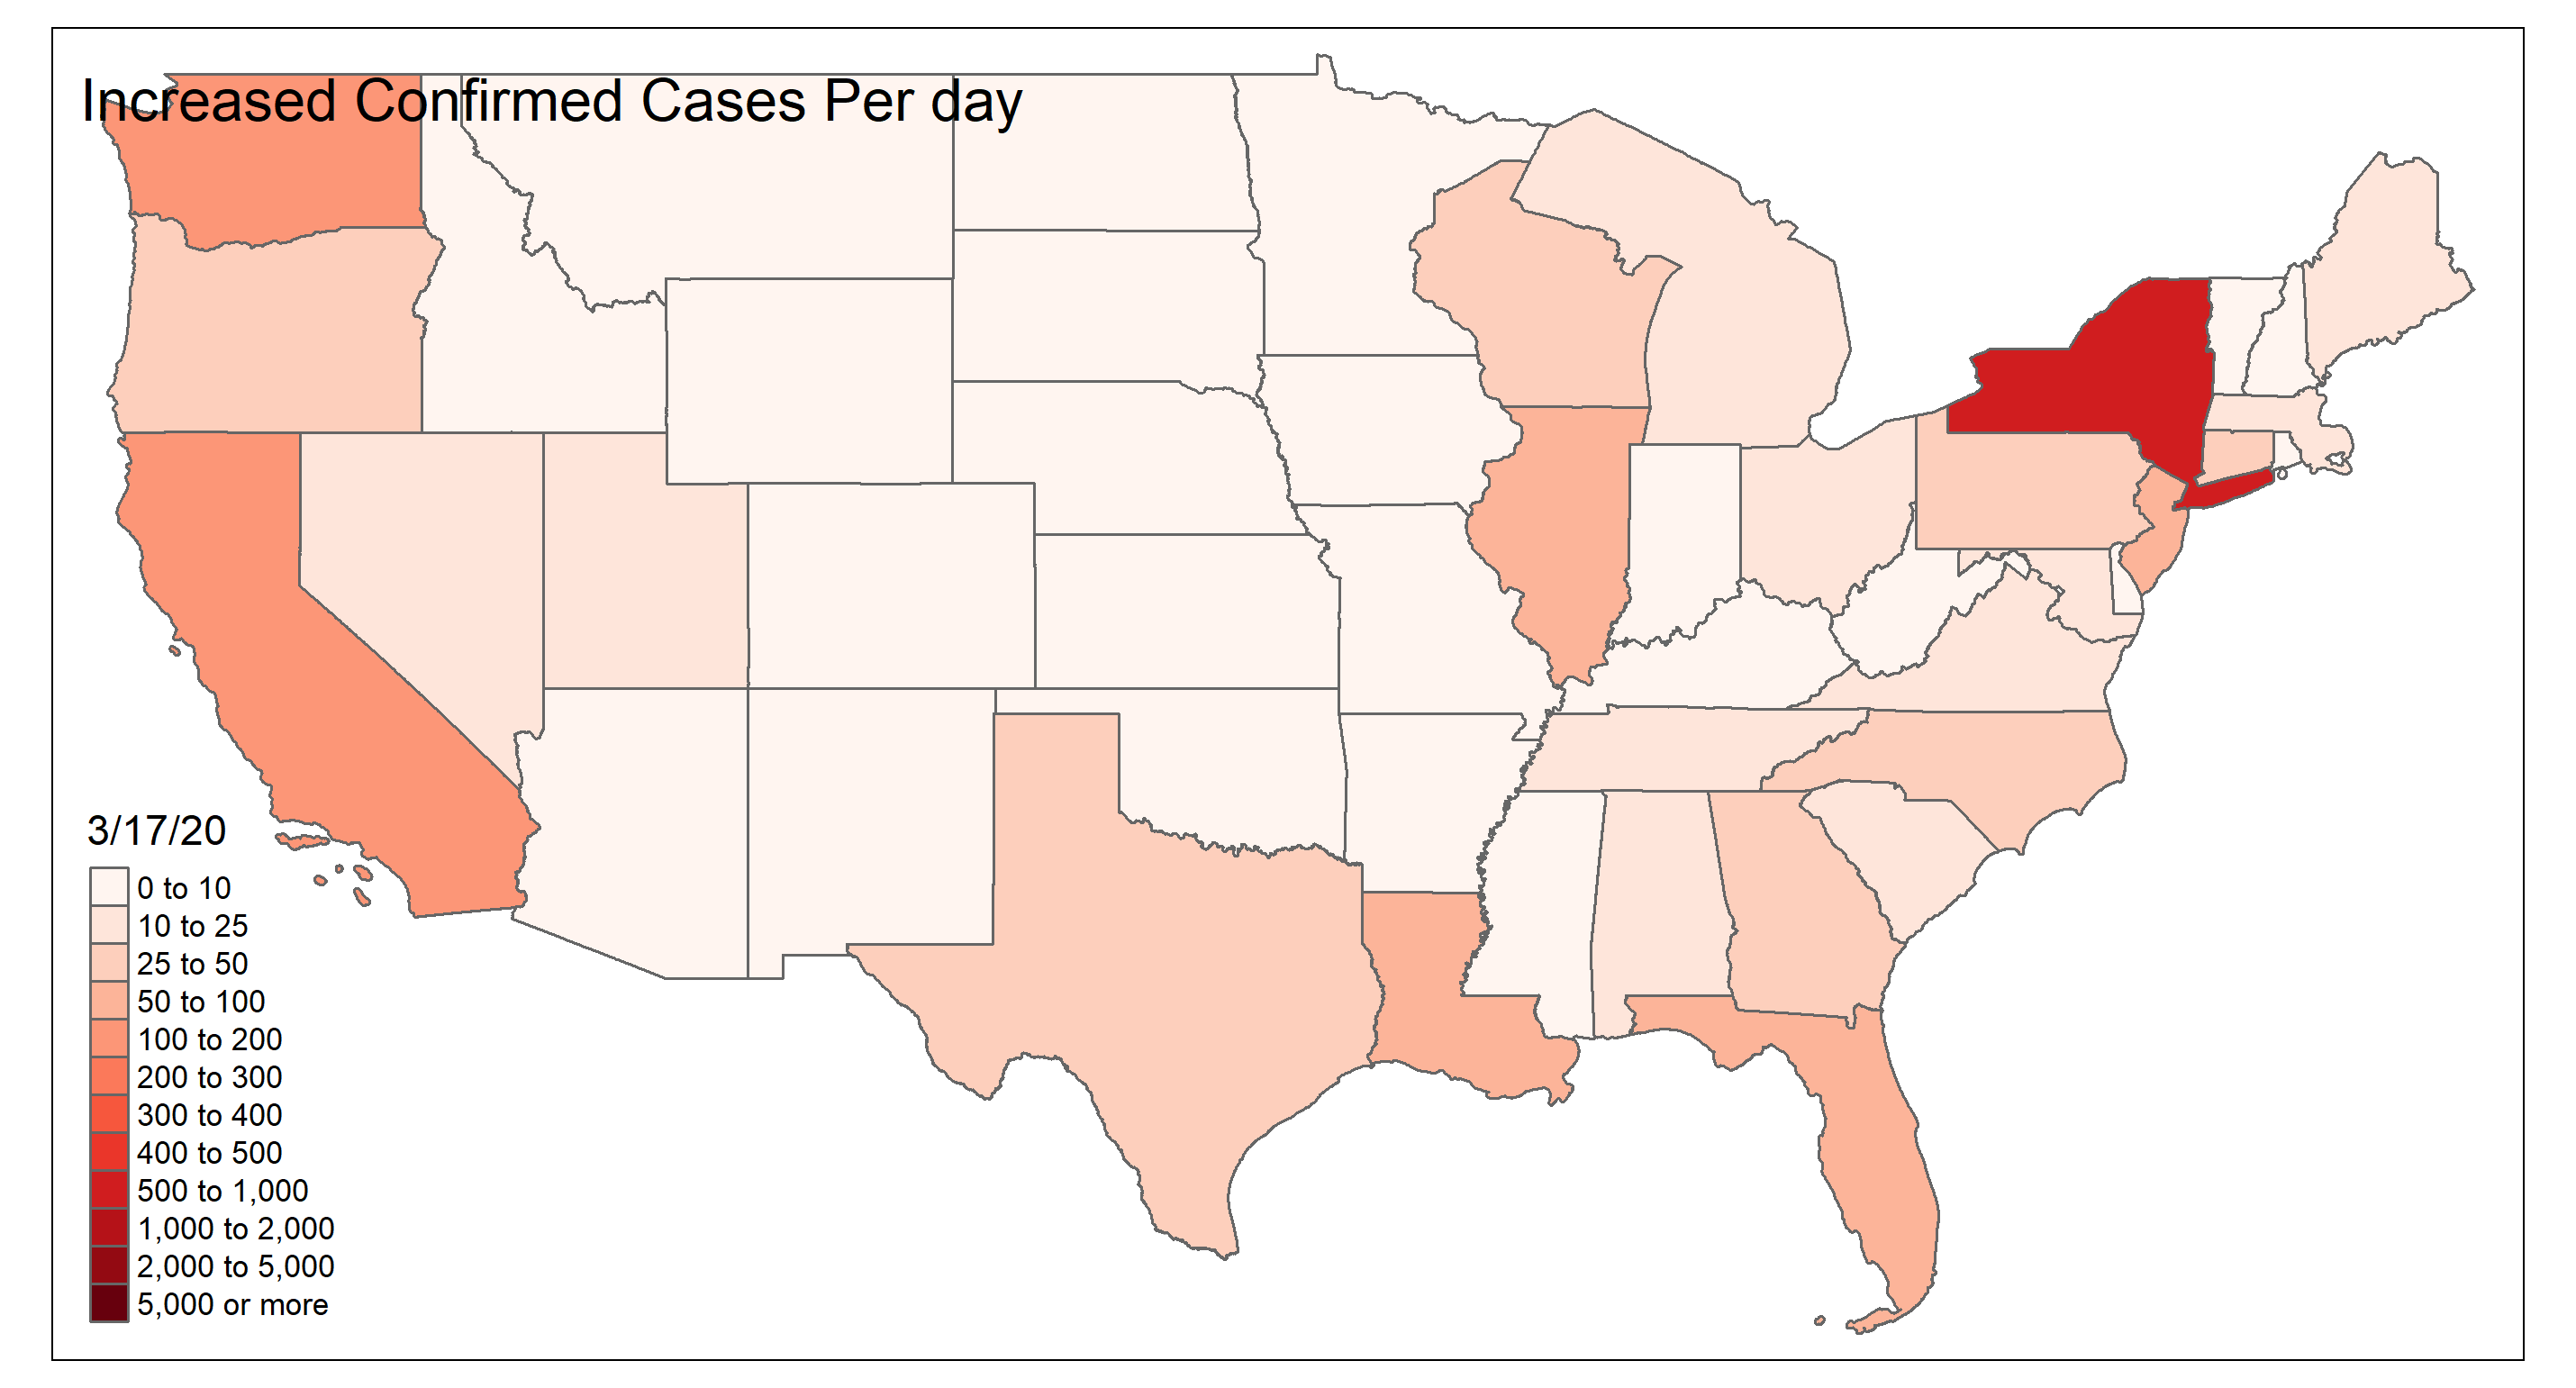 Increased Confirmed Cases Per day
3/17/20
0 to 10
10 to 25
25 to 50
50 to 100
100 to 200
200 to 300
300 to 400
400 to 500
500 to 1,000
1,000 to 2,000
2,000 to 5,000
5,000 or more